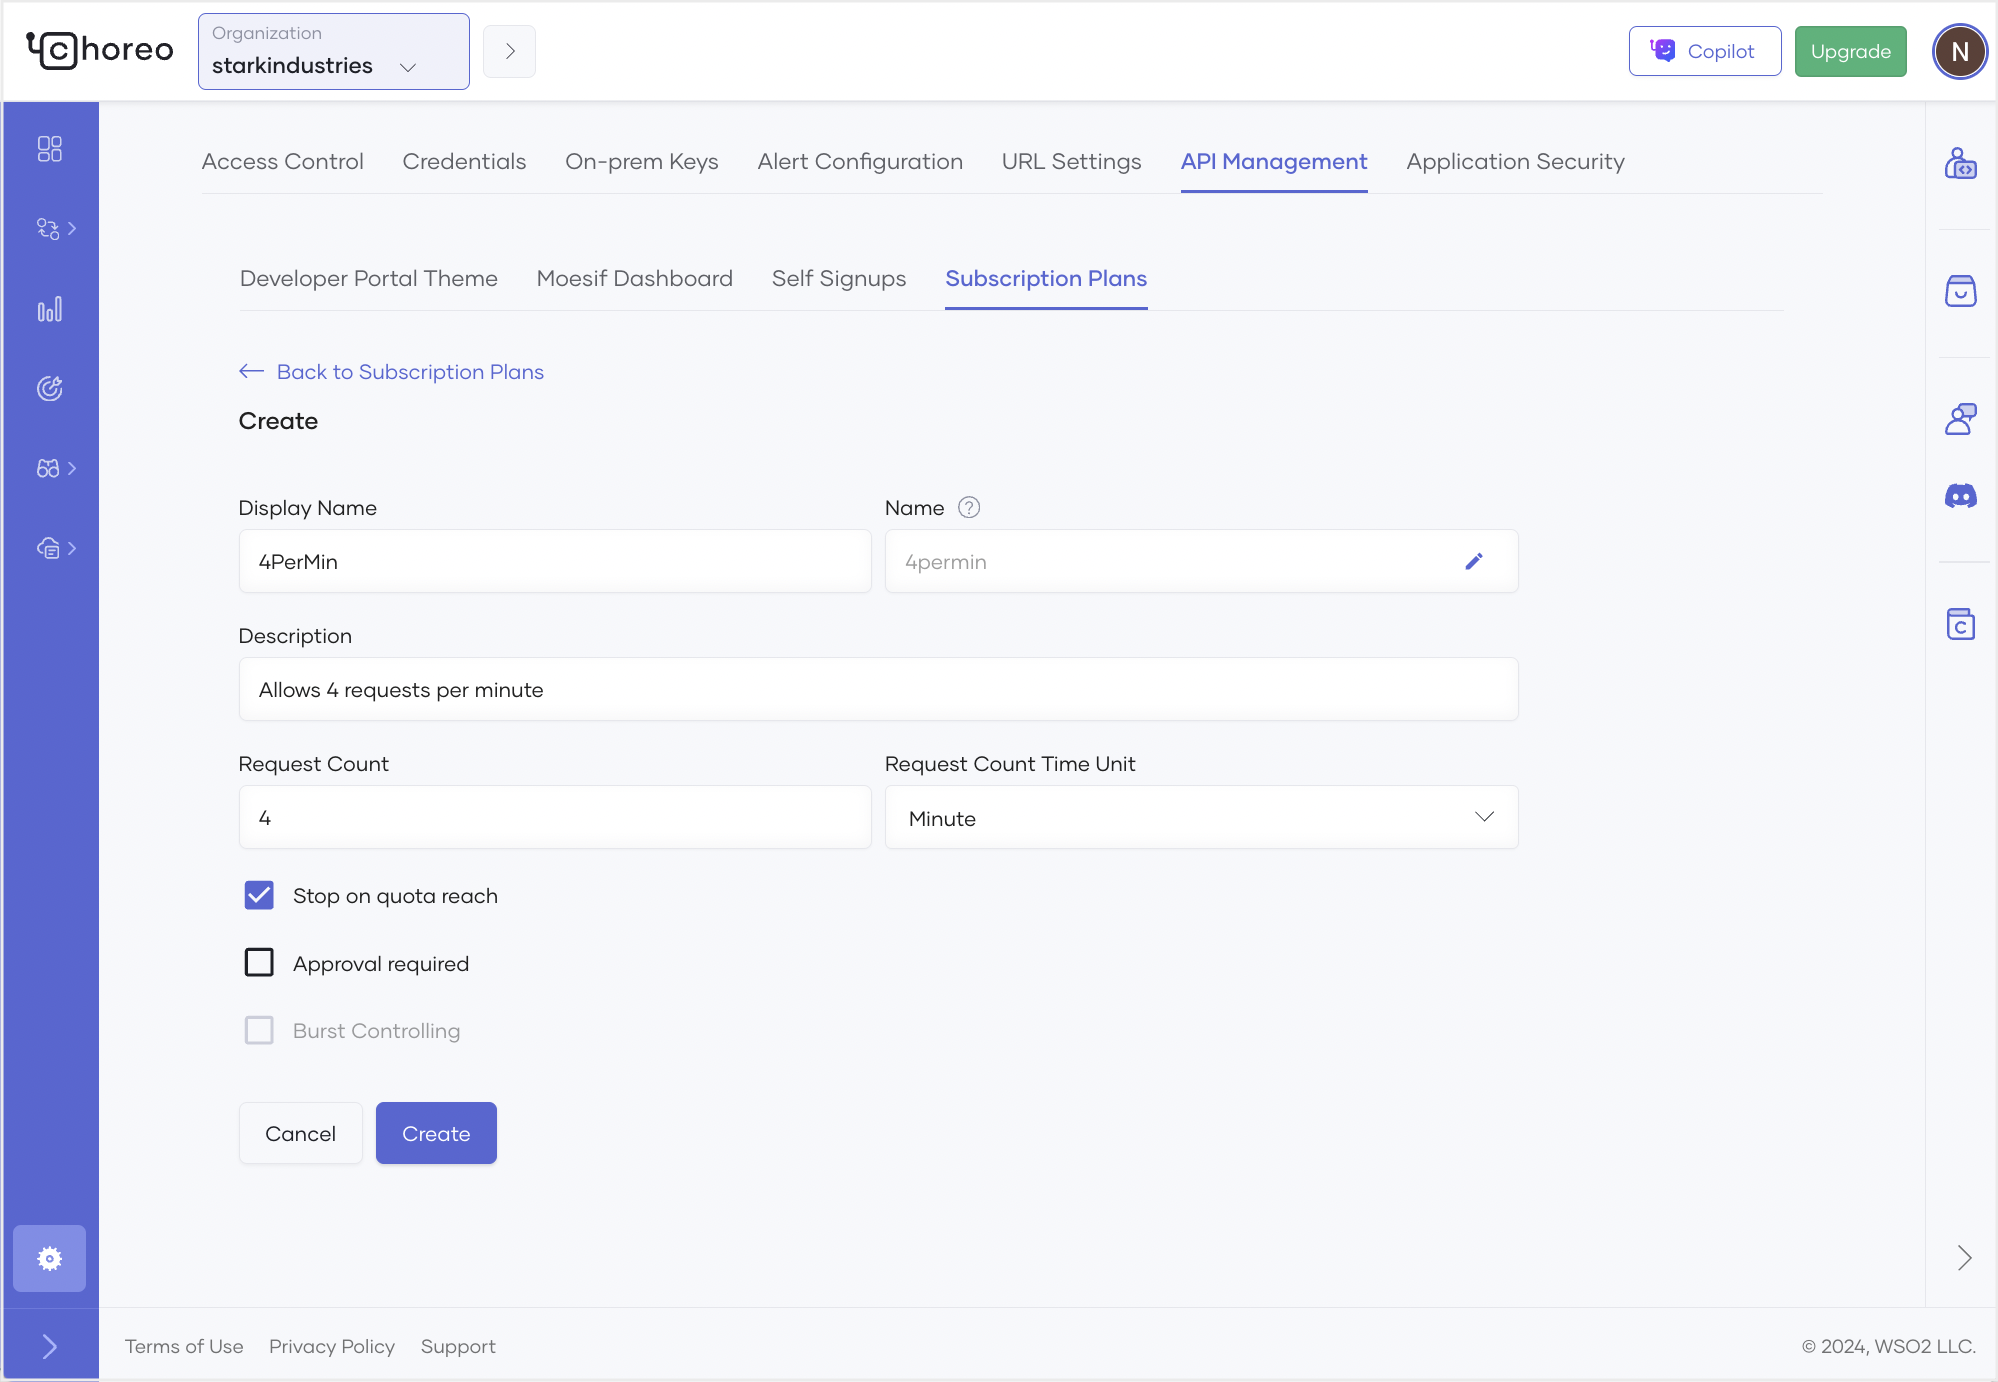 Choreo
Organization
starkindustries
Copilot
Upgrade
N
Access Control
Credentials
On-prem Keys
Alert Configuration
URL Settings
API Management
Application Security
Developer Portal Theme
Moesif Dashboard
Self Signups
Subscription Plans
Back to Subscription Plans
Create
Display Name
Name ?
4PerMin
4permin
Description
Allows 4 requests per minute
Request Count
Request Count Time Unit
4
Minute
Stop on quota reach
Approval required
Burst Controlling
Cancel
Create
C
Terms of Use
Privacy Policy
Support
© 2024, WSO2 LLC.